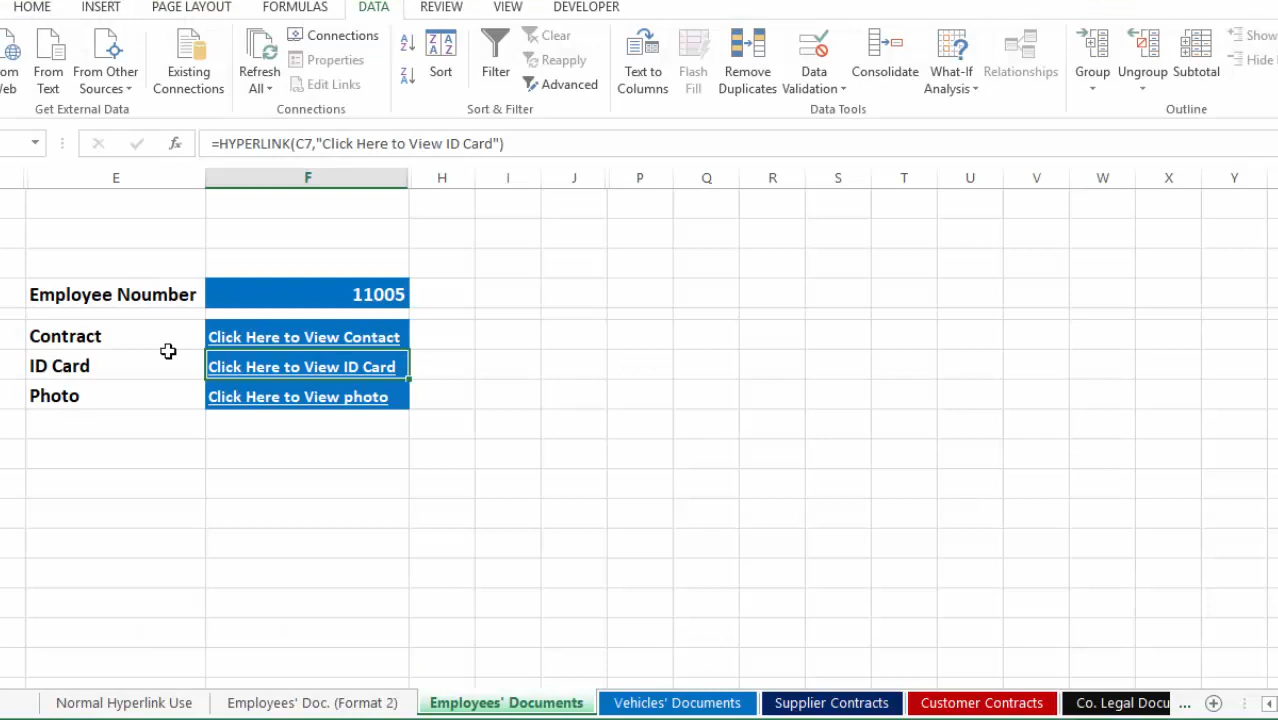 HOME INSERT PAGE LAYOUT FORMULAS DATA REVIEW VIEW DEVELOPER
From Text
From Other Sources
Existing Connections
Get External Data
Refresh All
Connections
Properties
Edit Links
Connections
Sort
Filter
Clear
Reapply
Advanced
Sort & Filter
Text to Columns
Flash Fill
Remove Duplicates
Data Validation
Consolidate
What-If Analysis
Relationships
Data Tools
Group
Ungroup
Subtotal
Show
Hide
Outline
fx =HYPERLINK(C7,"Click Here to View ID Card")
E F H I J P Q R S T U V W X Y
Employee Noumber 11005
Contract Click Here to View Contact
ID Card Click Here to View ID Card
Photo Click Here to View photo
Normal Hyperlink Use Employees' Doc. (Format 2) Employees' Documents Vehicles' Documents Supplier Contracts Customer Contracts Co. Legal Docu ...